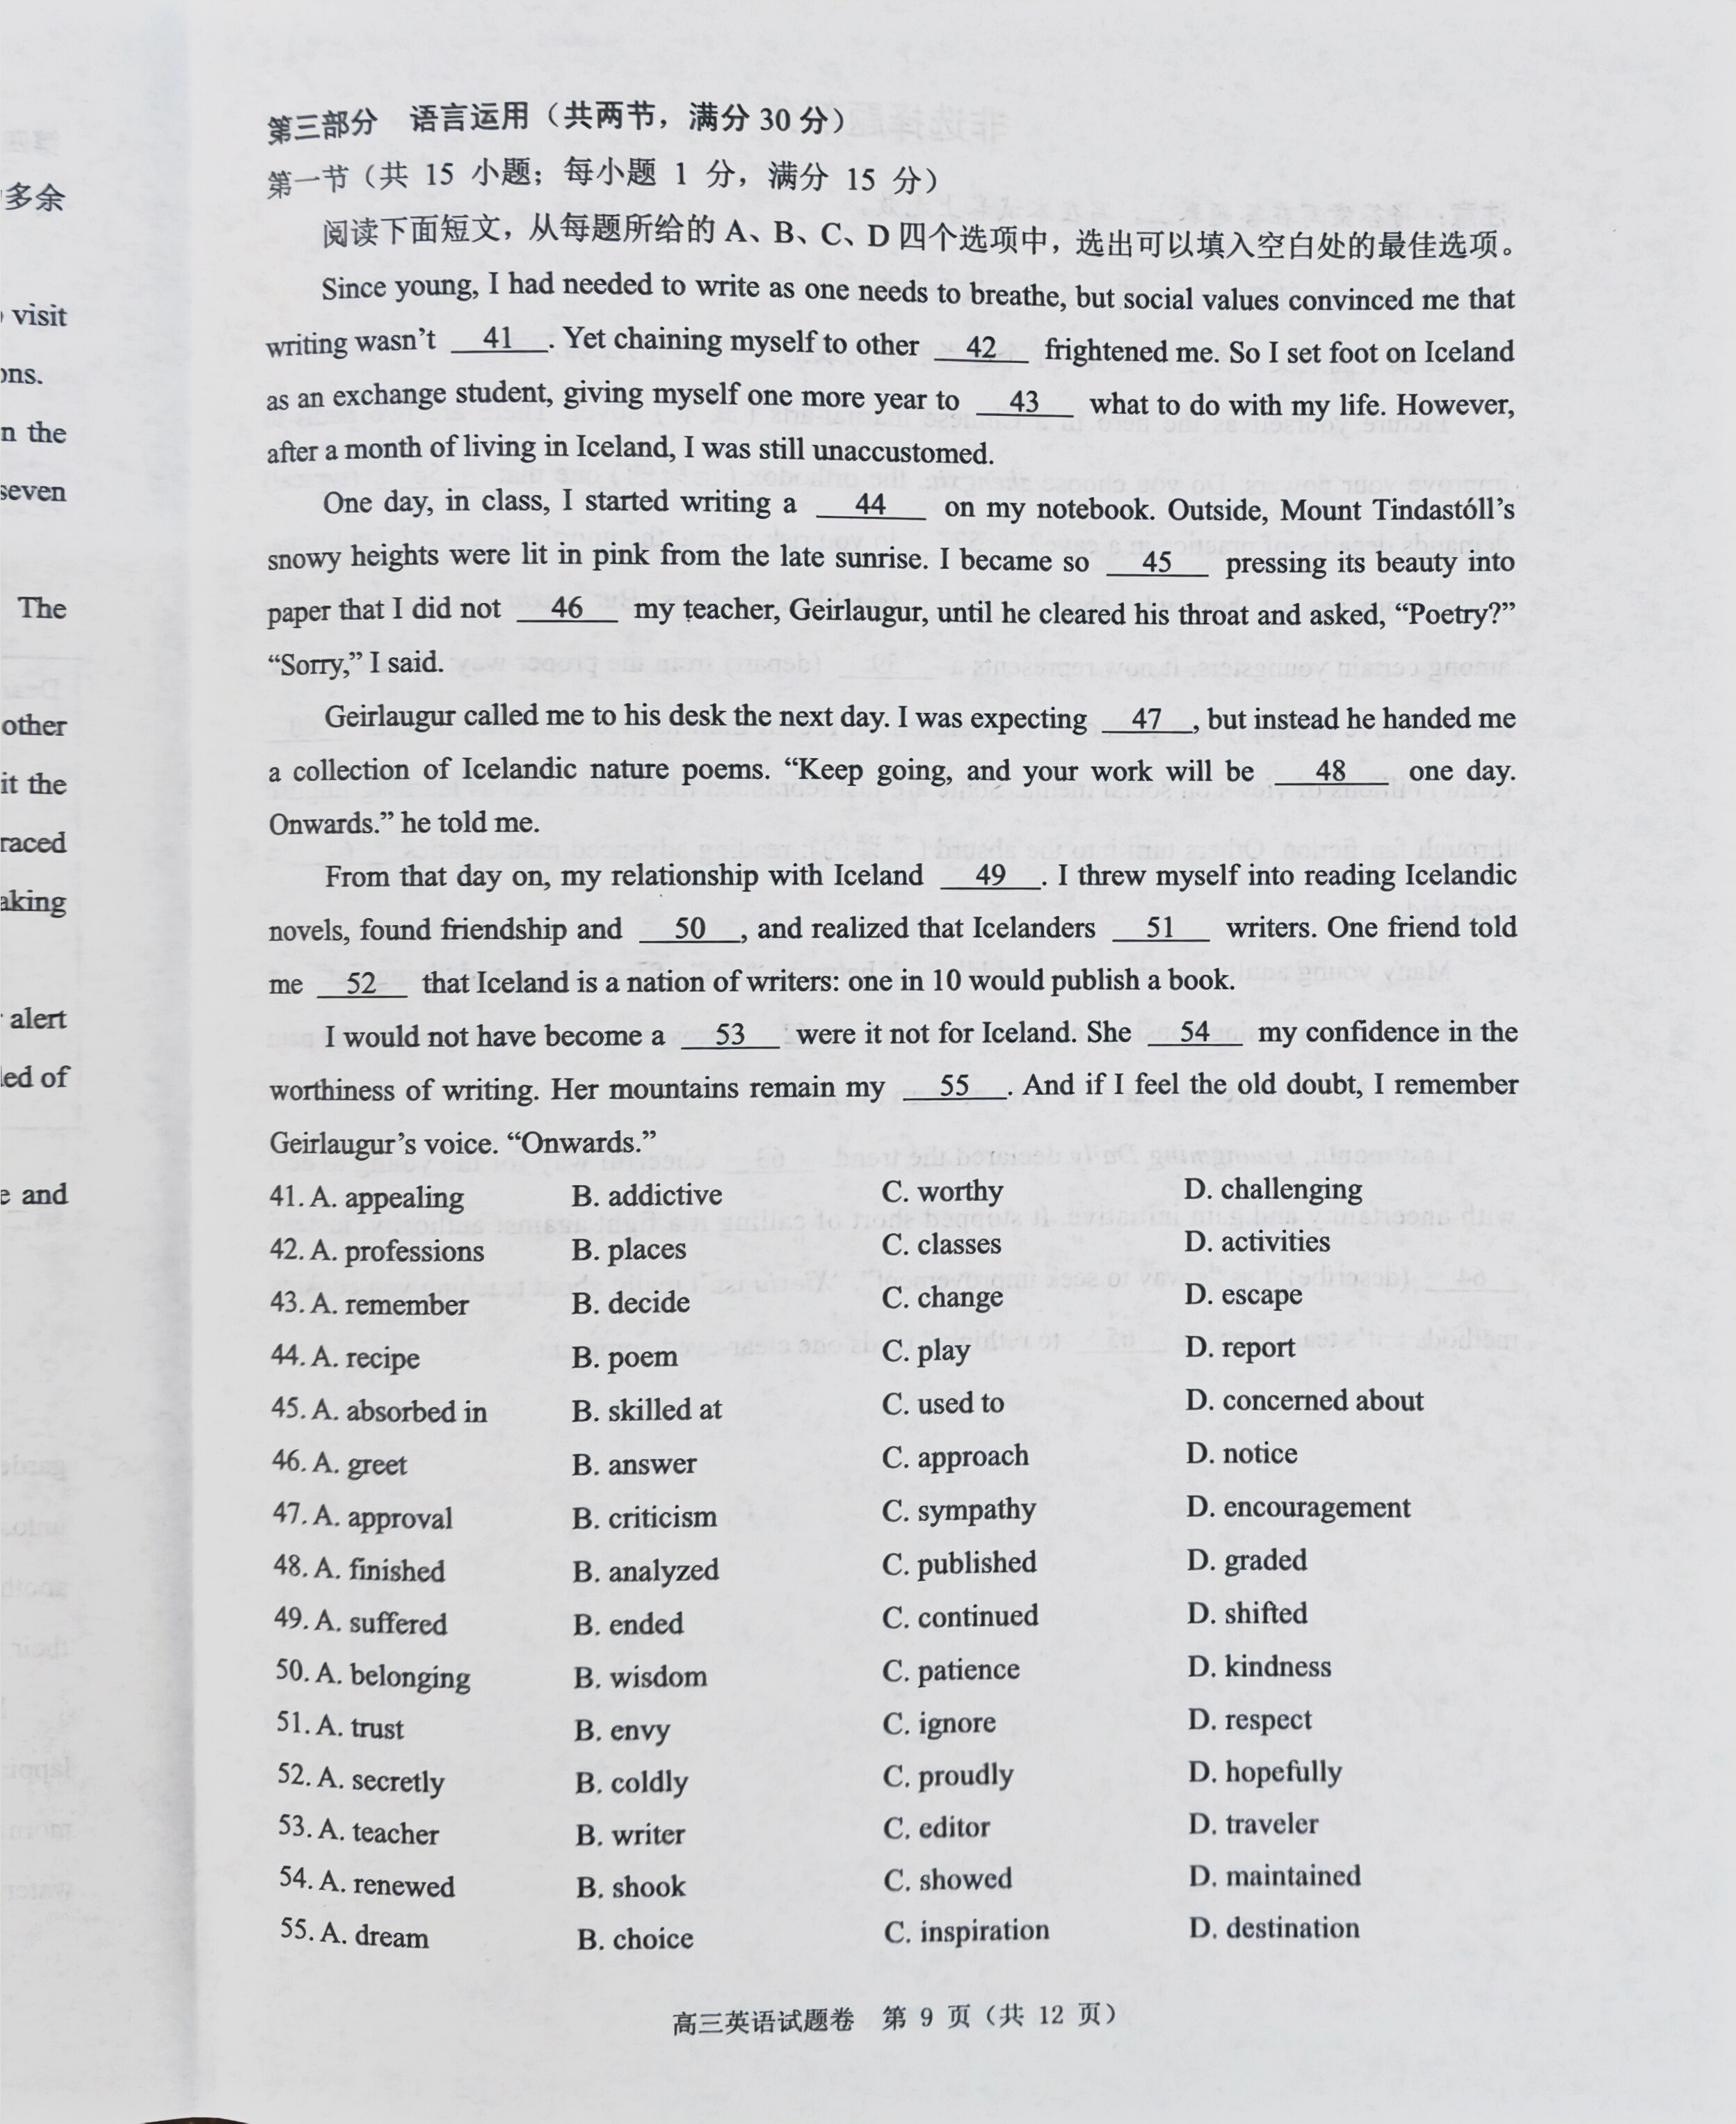 多余
visit
ons.
n the
seven
The
other
it the
raced
aking
alert
led of
e and
第三部分 语言运用（共两节，满分 30 分）
第一节（共 15 小题；每小题 1 分，满分 15 分）
阅读下面短文，从每题所给的 A、B、C、D 四个选项中，选出可以填入空白处的最佳选项。
Since young, I had needed to write as one needs to breathe, but social values convinced me that
writing wasn't 41 . Yet chaining myself to other 42 frightened me. So I set foot on Iceland
as an exchange student, giving myself one more year to 43 what to do with my life. However,
after a month of living in Iceland, I was still unaccustomed.
One day, in class, I started writing a 44 on my notebook. Outside, Mount Tindastóll's
snowy heights were lit in pink from the late sunrise. I became so 45 pressing its beauty into
paper that I did not 46 my teacher, Geirlaugur, until he cleared his throat and asked, "Poetry?"
"Sorry," I said.
Geirlaugur called me to his desk the next day. I was expecting 47 , but instead he handed me
a collection of Icelandic nature poems. "Keep going, and your work will be 48 one day.
Onwards." he told me.
From that day on, my relationship with Iceland 49 . I threw myself into reading Icelandic
novels, found friendship and 50 , and realized that Icelanders 51 writers. One friend told
me 52 that Iceland is a nation of writers: one in 10 would publish a book.
I would not have become a 53 were it not for Iceland. She 54 my confidence in the
worthiness of writing. Her mountains remain my 55 . And if I feel the old doubt, I remember
Geirlaugur's voice. "Onwards."
41. A. appealing B. addictive C. worthy D. challenging
42. A. professions B. places C. classes D. activities
43. A. remember B. decide C. change D. escape
44. A. recipe B. poem C. play D. report
45. A. absorbed in B. skilled at C. used to D. concerned about
46. A. greet B. answer C. approach D. notice
47. A. approval B. criticism C. sympathy D. encouragement
48. A. finished B. analyzed C. published D. graded
49. A. suffered B. ended C. continued D. shifted
50. A. belonging B. wisdom C. patience D. kindness
51. A. trust B. envy C. ignore D. respect
52. A. secretly B. coldly C. proudly D. hopefully
53. A. teacher B. writer C. editor D. traveler
54. A. renewed B. shook C. showed D. maintained
55. A. dream B. choice C. inspiration D. destination
高三英语试题卷 第 9 页（共 12 页）